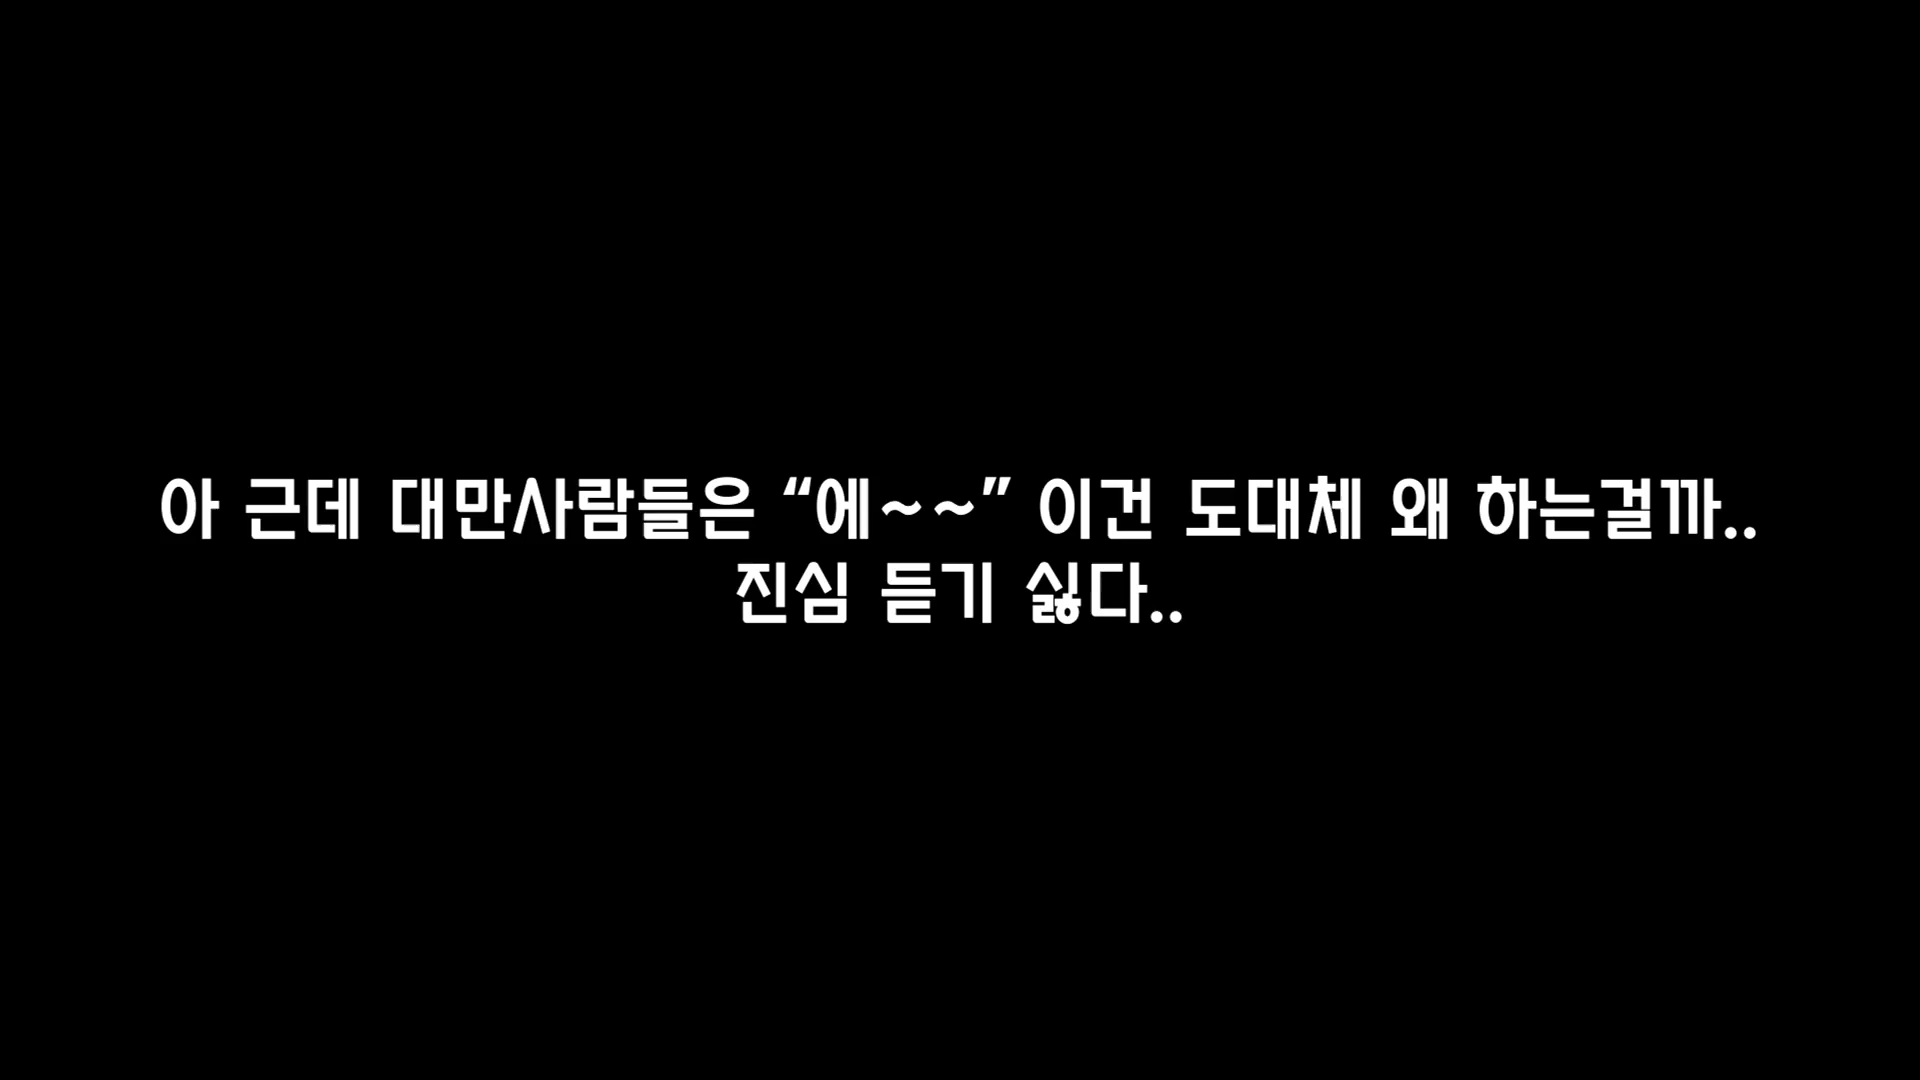 아 근데 대만사람들은 “에~~” 이건 도대체 왜 하는걸까..
진심 듣기 싫다..